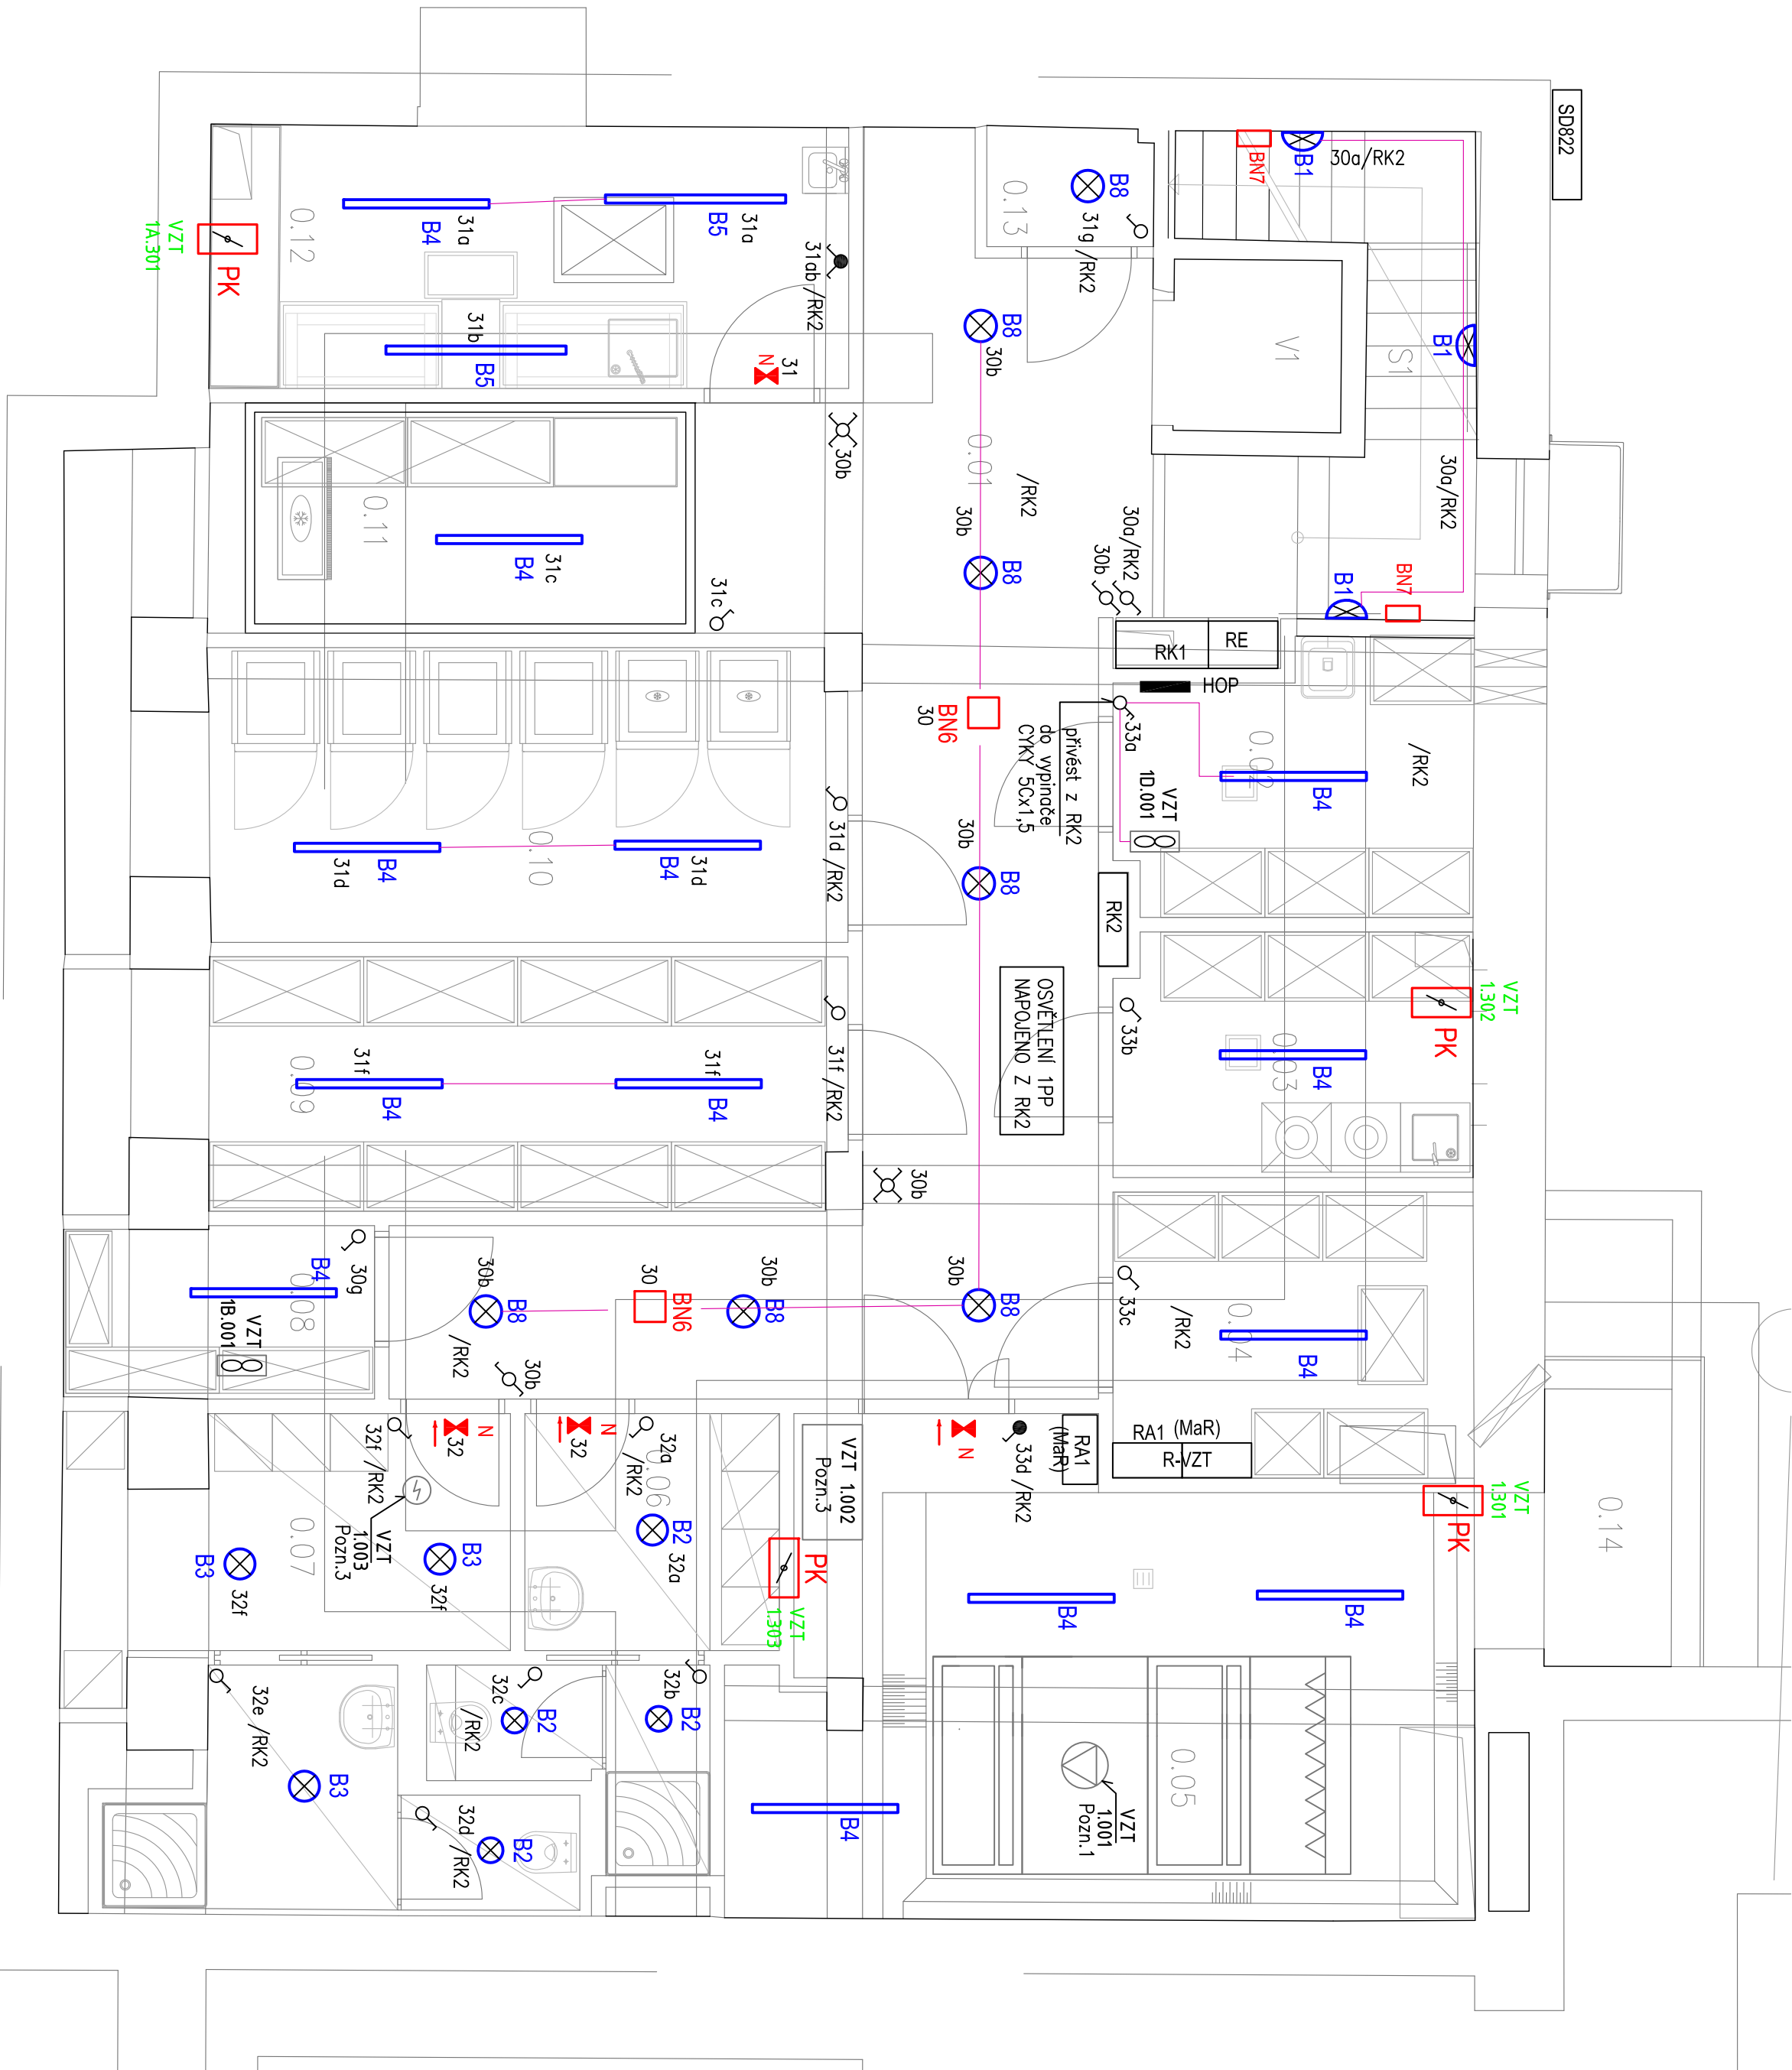 SD822
30a/RK2
B1
BN7
B8
0.13
31g /RK2
B1
S1
V1
31a
B5
31a
B4
0.12
VZT
1A.301
PK
31ab /RK2
31b
B5
31
N
B8
30b
30b
0.01
/RK2
30b
B8
30a/RK2
30b
30a/RK2
BN7
B1
0.11
31c
B4
31c
RK1
RE
HOP
BN6
30
přivést z RK2
do vypínače
CYKY 5Cx1,5
33a
VZT
1D.001
0.02
B4
/RK2
30b
B8
31d /RK2
0.10
31d
B4
31d
B4
RK2
OSVĚTLENÍ 1PP
NAPOJENO Z RK2
33b
0.03
B4
VZT
1.302
PK
31f /RK2
0.09
31f
B4
31f
B4
30b
30b
B8
33c
/RK2
0.04
B4
30b
B8
30
BN6
30b
B8
/RK2
30b
30g
B4
0.08
VZT
1B.001
N
32
N
32
32a
/RK2
0.06
B2
32a
32f /RK2
VZT
1.003
Pozn.3
B3
32f
0.07
B3
32f
VZT 1.002
Pozn.3
N
33d /RK2
RA1
(MaR)
RA1 (MaR)
R-VZT
VZT
1.301
PK
0.14
PK
VZT
1.303
B4
B4
32b
B2
32c
B2
/RK2
32e /RK2
B3
32d
/RK2
B2
B4
0.05
VZT
1.001
Pozn.1